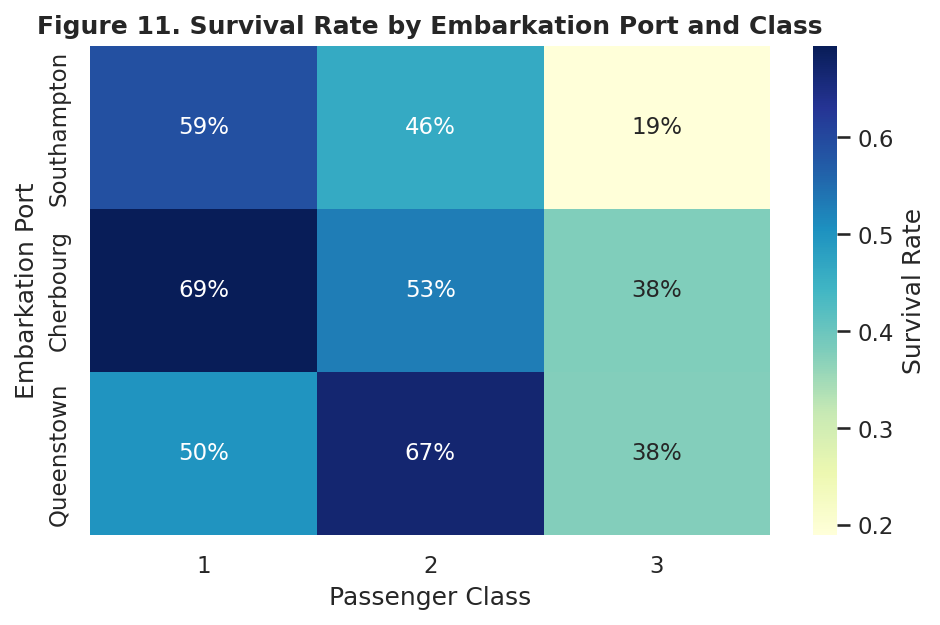 Figure 11. Survival Rate by Embarkation Port and Class
Embarkation Port
Southampton
59% 46% 19%
Cherbourg
69% 53% 38%
Queenstown
50% 67% 38%
1 2 3
Passenger Class
0.6
0.5
0.4
0.3
0.2
Survival Rate